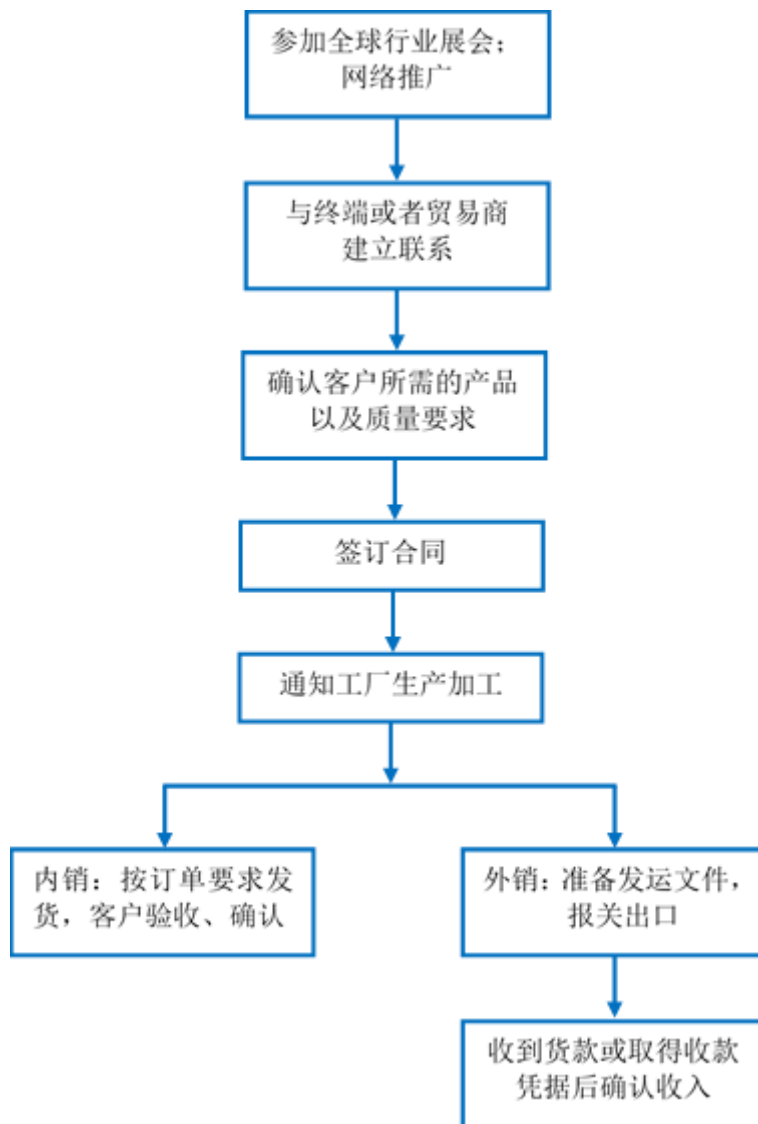 参加全球行业展会；
网络推广
与终端或者贸易商
建立联系
确认客户所需的产品
以及质量要求
签订合同
通知工厂生产加工
内销：按订单要求发
货，客户验收、确认
外销：准备发运文件，
报关出口
收到货款或取得收款
凭据后确认收入